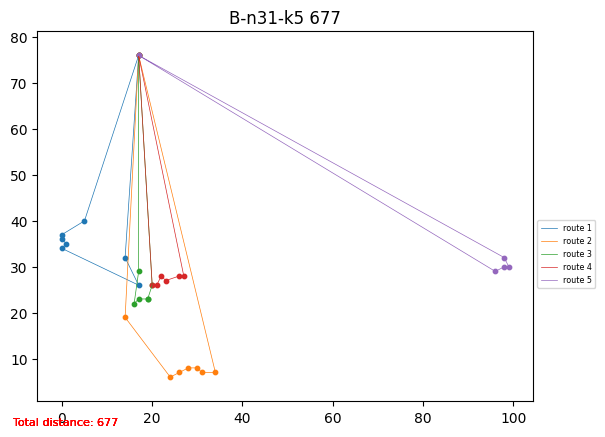 B-n31-k5 677
80
70
60
50
40
30
20
10
0 20 40 60 80 100
route 1
route 2
route 3
route 4
route 5
Total distance: 677